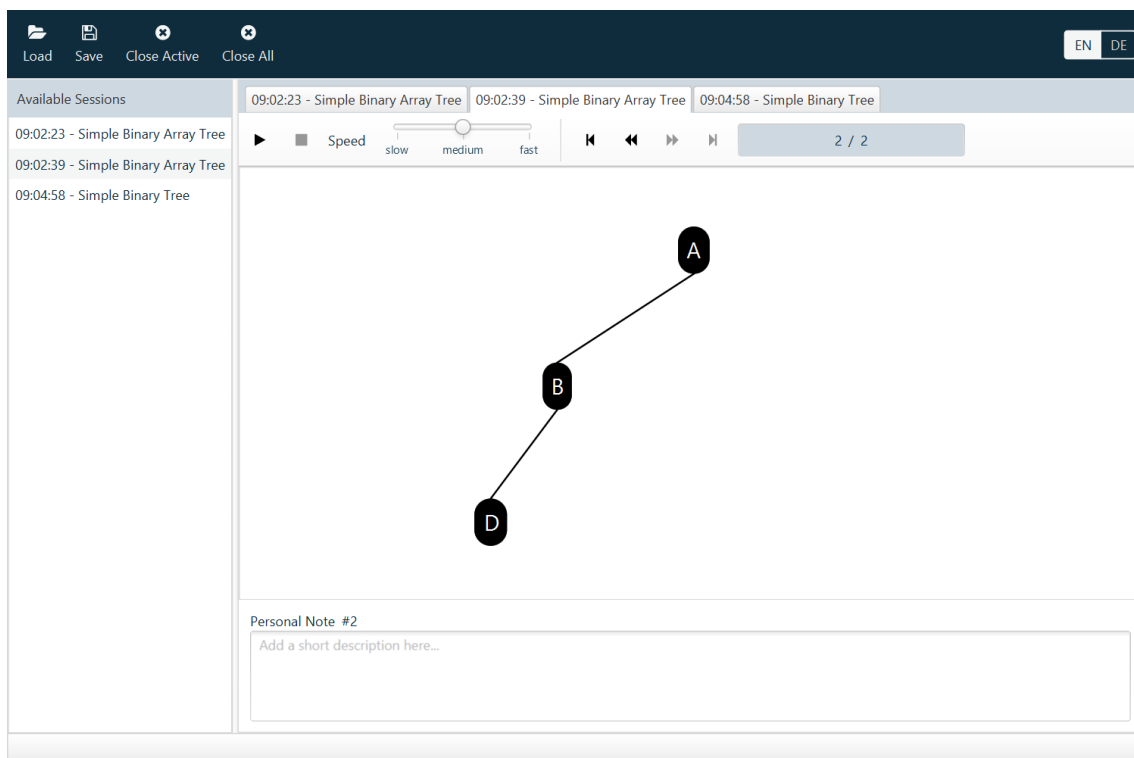 Load Save Close Active Close All EN DE
Available Sessions
09:02:23 - Simple Binary Array Tree
09:02:39 - Simple Binary Array Tree
09:04:58 - Simple Binary Tree
09:02:23 - Simple Binary Array Tree 09:02:39 - Simple Binary Array Tree 09:04:58 - Simple Binary Tree
Speed slow medium fast 2 / 2
A
B
D
Personal Note #2
Add a short description here...